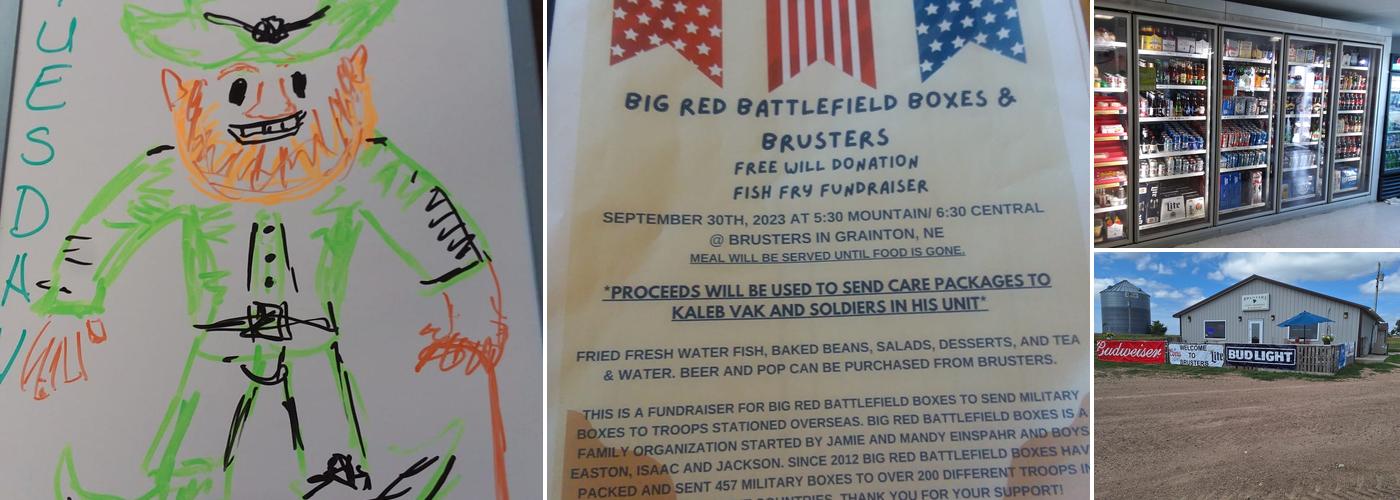 UESDAY
BIG RED BATTLEFIELD BOXES &
BRUSTERS
FREE WILL DONATION
FISH FRY FUNDRAISER
SEPTEMBER 30TH, 2023 AT 5:30 MOUNTAIN/ 6:30 CENTRAL
@ BRUSTERS IN GRAINTON, NE
MEAL WILL BE SERVED UNTIL FOOD IS GONE.
*PROCEEDS WILL BE USED TO SEND CARE PACKAGES TO
KALEB VAK AND SOLDIERS IN HIS UNIT*
FRIED FRESH WATER FISH, BAKED BEANS, SALADS, DESSERTS, AND TEA
& WATER. BEER AND POP CAN BE PURCHASED FROM BRUSTERS.
THIS IS A FUNDRAISER FOR BIG RED BATTLEFIELD BOXES TO SEND MILITARY
BOXES TO TROOPS STATIONED OVERSEAS. BIG RED BATTLEFIELD BOXES IS A
FAMILY ORGANIZATION STARTED BY JAMIE AND MANDY EINSPAHR AND BOYS
EASTON, ISAAC AND JACKSON. SINCE 2012 BIG RED BATTLEFIELD BOXES HAV
PACKED AND SENT 457 MILITARY BOXES TO OVER 200 DIFFERENT TROOPS IN
COUNTRIES. THANK YOU FOR YOUR SUPPORT!
Lite
BRUSTERS
Budweiser
WELCOME
TO
BRUSTERS
Lite
BUD LIGHT